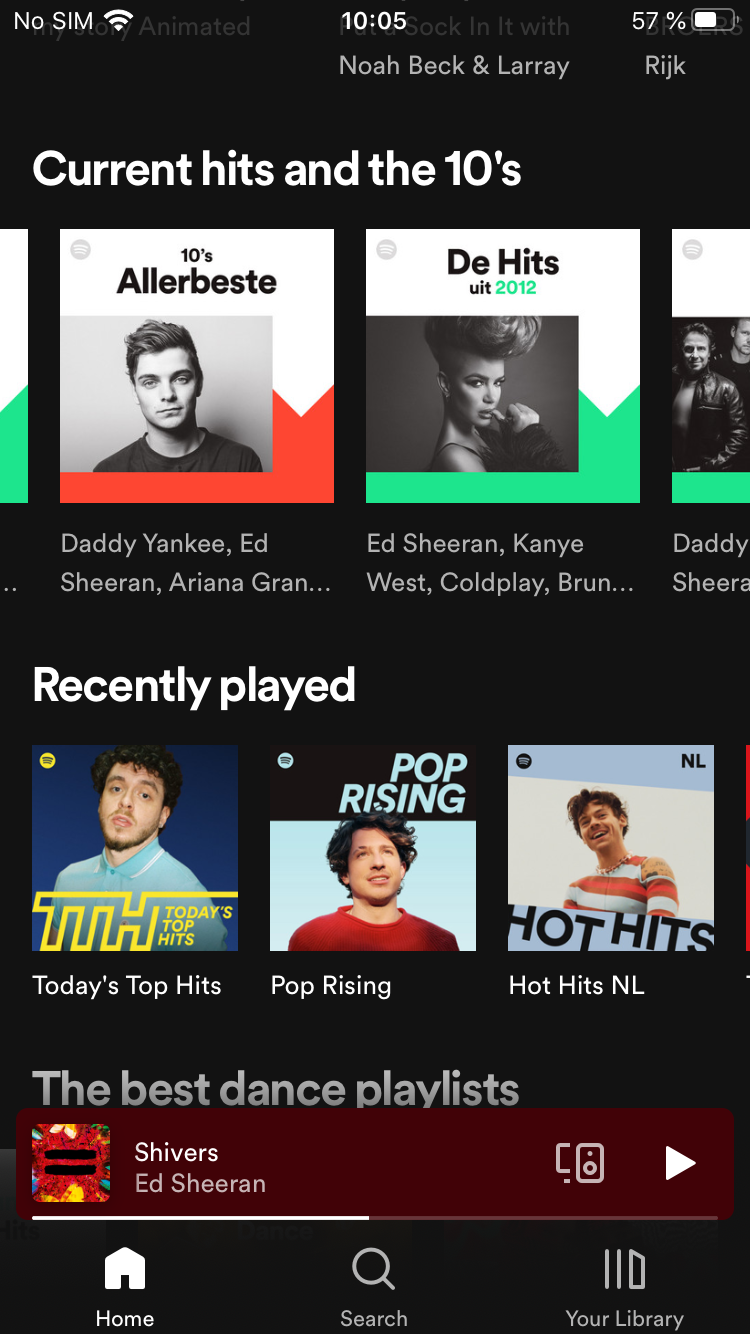 No SIM 10:05 57 %
my story Animated
Put a Sock In It with
BROERS
Noah Beck & Larray
Rijk
Current hits and the 10's
10's
Allerbeste
De Hits
uit 2012
Daddy Yankee, Ed
Sheeran, Ariana Gran...
Ed Sheeran, Kanye
West, Coldplay, Brun...
Daddy
...
Recently played
TTH TODAY'S
TOP
HITS
POP
RISING
NL
HOT HITS
Today's Top Hits
Pop Rising
Hot Hits NL
The best dance playlists
Shivers
Ed Sheeran
Hits
Dance
Home
Search
Your Library